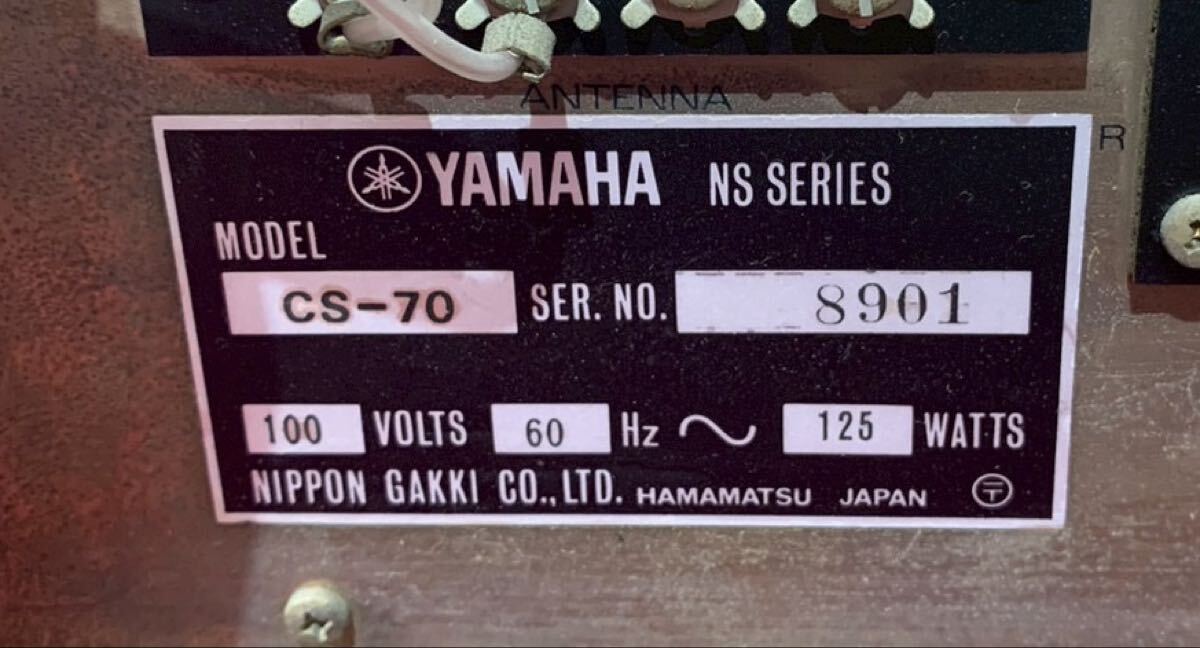 ANTENNA
R
YAMAHA NS SERIES
MODEL
CS-70 SER. NO. 8901
100 VOLTS 60 Hz 125 WATTS
NIPPON GAKKI CO.,LTD. HAMAMATSU JAPAN